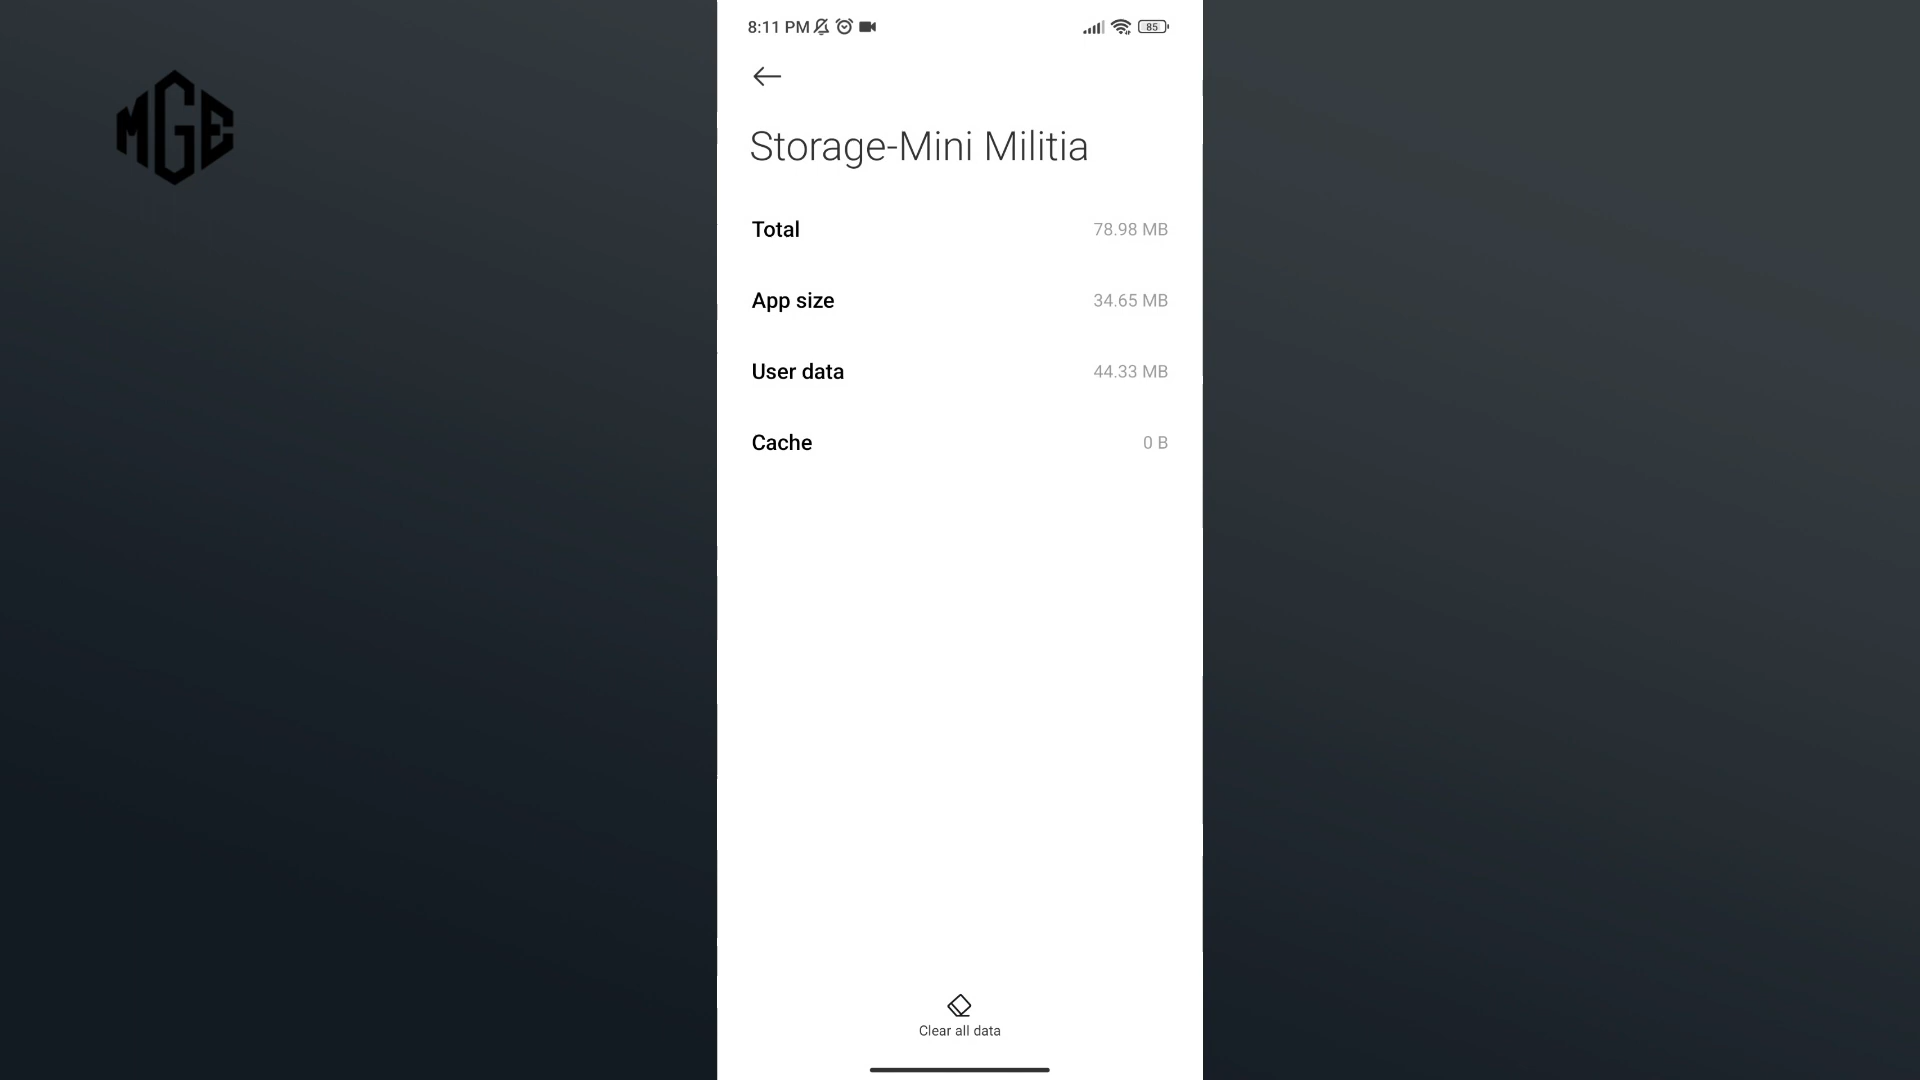 MGE
8:11 PM
85
Storage-Mini Militia
Total 78.98 MB
App size 34.65 MB
User data 44.33 MB
Cache 0 B
Clear all data